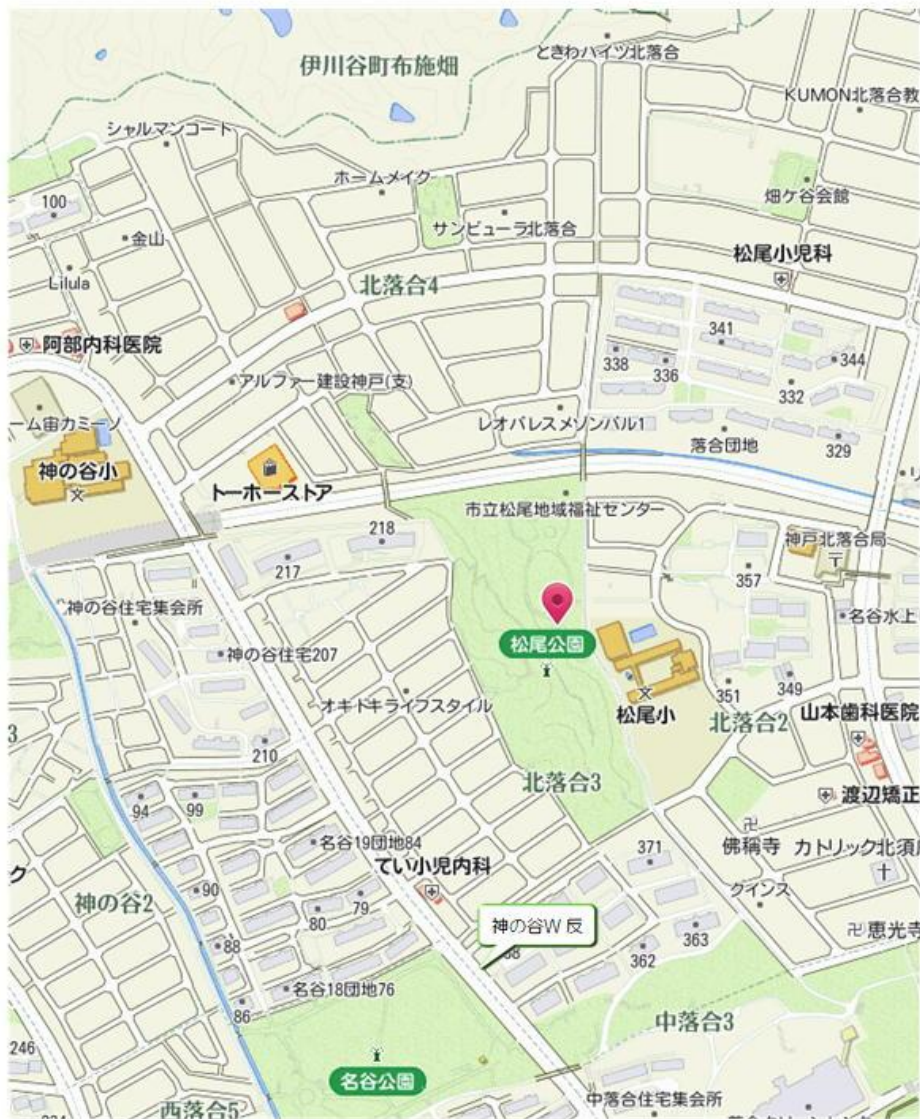 ときわハイツ北落合
伊川谷町布施畑
KUMON北落合教
シャルマンコート
ホームメイク
畑ケ谷会館
100
サンビューラ北落合
金山
松尾小児科
Lilula
北落合4
341
阿部内科医院
338
336
344
アルファー建設神戸(支)
332
ーム宙カミーノ
レオパレスメゾンパル1
落合団地
329
神の谷小
トーホーストア
市立松尾地域福祉センター
218
神戸北落合局
217
357
神の谷住宅集会所
名谷水上
松尾公園
神の谷住宅207
351
349
オキドキライフスタイル
松尾小
北落合2
山本歯科医院
3
210
北落合3
94
99
渡辺矯正
名谷19団地84
371
佛稱寺
カトリック北須
ク
てい小児内科
クインス
90
79
神の谷2
80
神の谷W 反
363
恵光寺
88
362
名谷18団地76
86
中落合3
246
名谷公園
中落合住宅集会所
西落合5